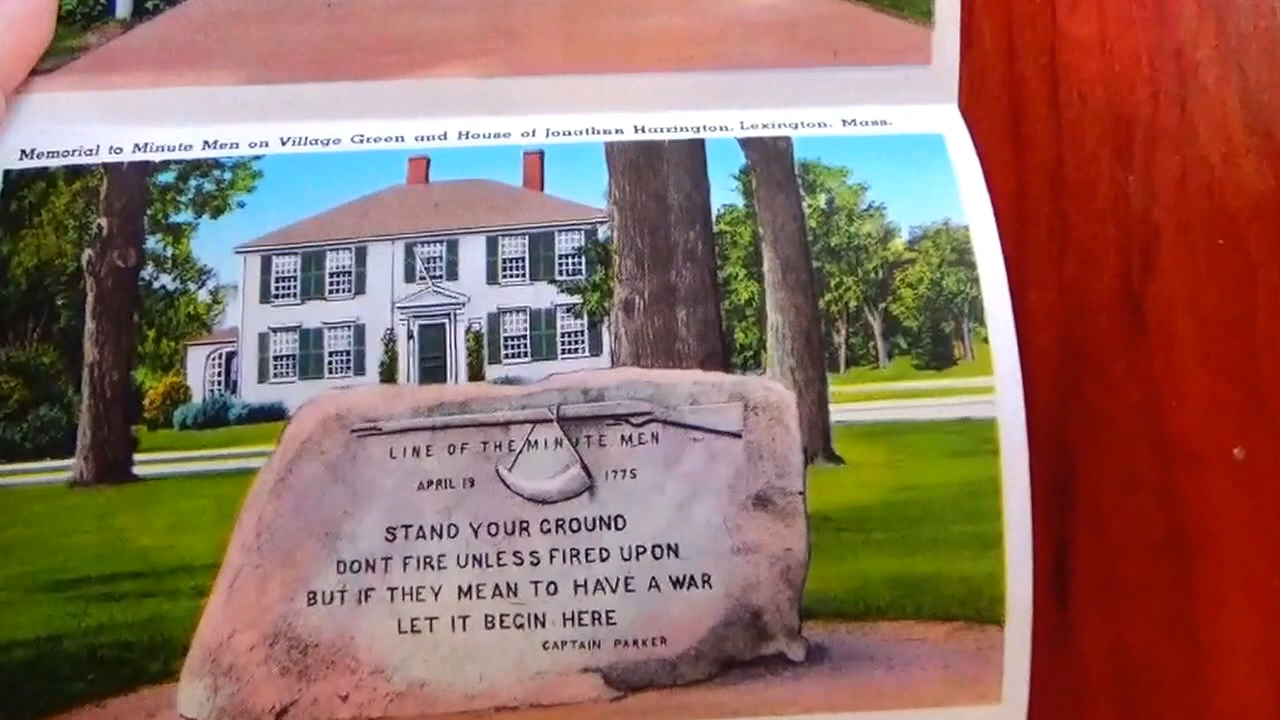 Memorial to Minute Men on Village Green and House of Jonathan Harrington, Lexington, Mass.
LINE OF THE MINUTE MEN
APRIL 19 1775
STAND YOUR GROUND
DONT FIRE UNLESS FIRED UPON
BUT IF THEY MEAN TO HAVE A WAR
LET IT BEGIN HERE
CAPTAIN PARKER